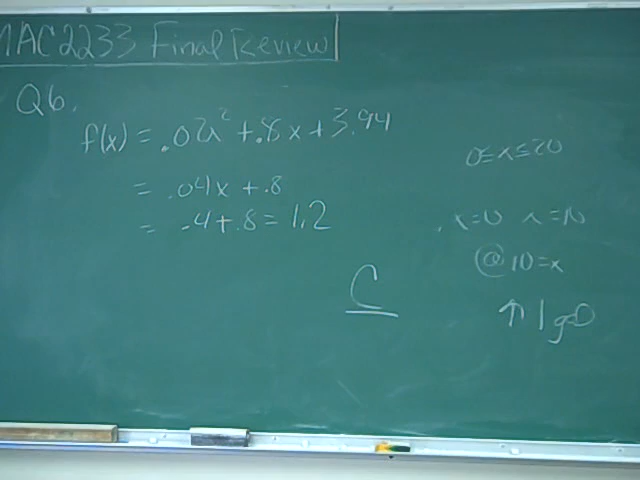 MAC2233 Final Review
Q6.
f(x) = .02x² + .8x + 3.94
0≤x≤20
= .04x + .8
= .4+.8 = 1.2
x=0 x=10
@ 10=x
C
↑